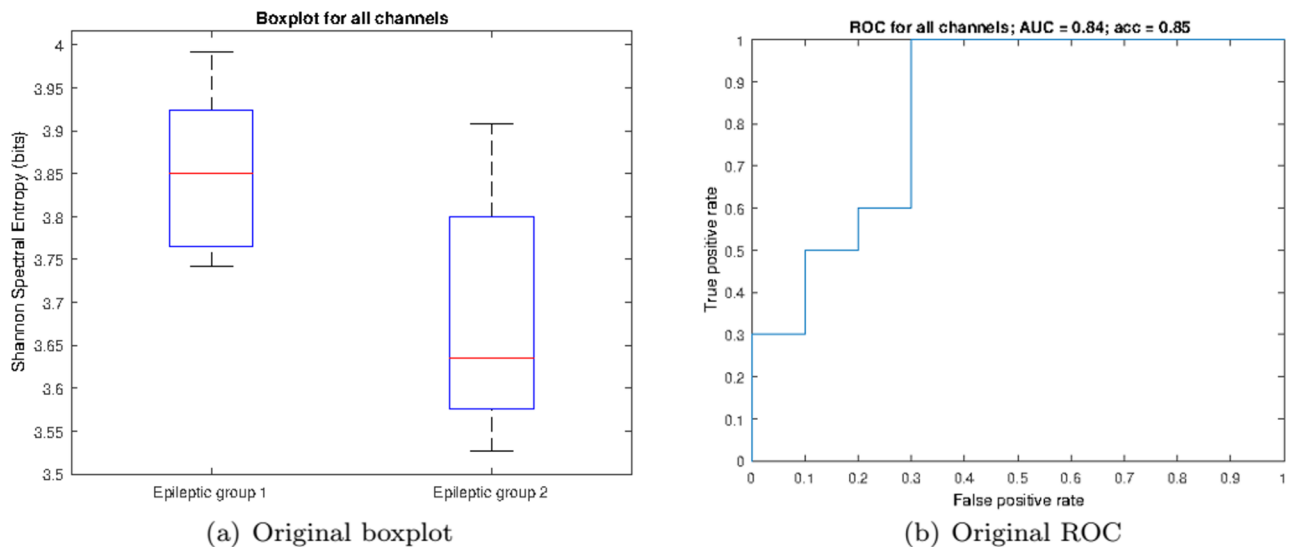 Boxplot for all channels
Shannon Spectral Entropy (bits)
4
3.95
3.9
3.85
3.8
3.75
3.7
3.65
3.6
3.55
3.5
Epileptic group 1 Epileptic group 2
(a) Original boxplot
ROC for all channels; AUC = 0.84; acc = 0.85
True positive rate
1
0.9
0.8
0.7
0.6
0.5
0.4
0.3
0.2
0.1
0
0 0.1 0.2 0.3 0.4 0.5 0.6 0.7 0.8 0.9 1
False positive rate
(b) Original ROC